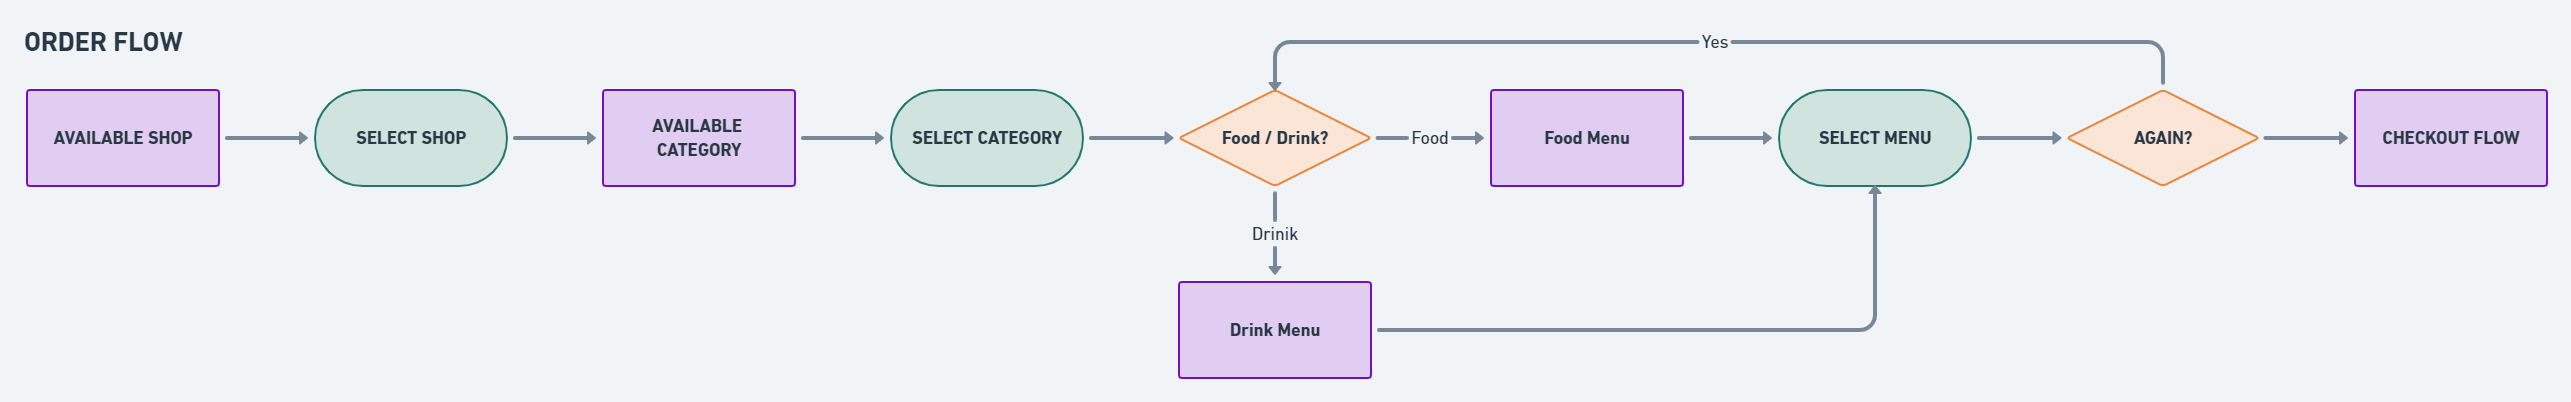 ORDER FLOW
Yes
AVAILABLE SHOP
SELECT SHOP
AVAILABLE
CATEGORY
SELECT CATEGORY
Food / Drink?
Food
Food Menu
SELECT MENU
AGAIN?
CHECKOUT FLOW
Drinik
Drink Menu